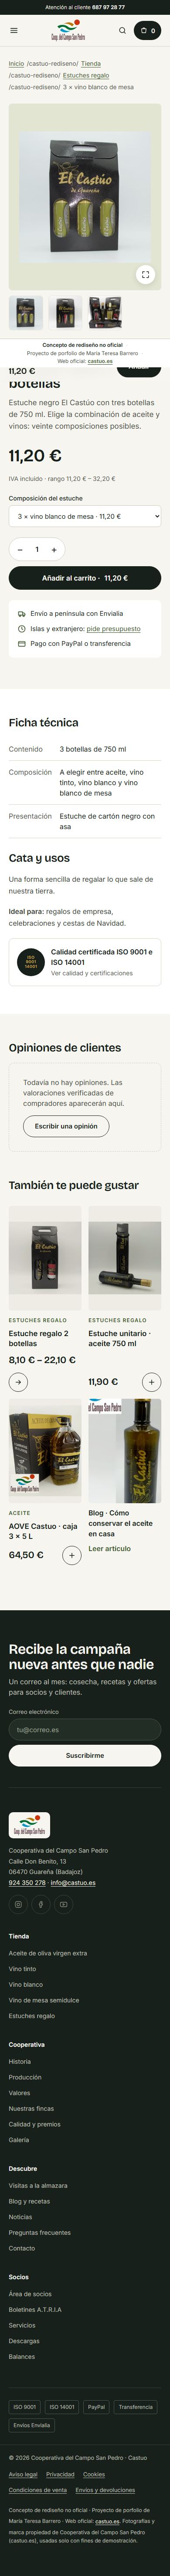 Atención al cliente 687 97 28 77
Coop. del Campo San Pedro
0
Inicio /castuo-rediseno/ Tienda
/castuo-rediseno/ Estuches regalo
/castuo-rediseno/ 3 × vino blanco de mesa
El Castúo
de Guareña
Concepto de rediseño no oficial
Proyecto de porfolio de María Teresa Barrero
Web oficial: castuo.es
11,20 €
Añadir
botellas
Estuche negro El Castúo con tres botellas de 750 ml. Elige la combinación de aceite y vinos: veinte composiciones posibles.
11,20 €
IVA incluido · rango 11,20 € – 32,20 €
Composición del estuche
3 × vino blanco de mesa · 11,20 €
– 1 +
Añadir al carrito · 11,20 €
Envío a península con Envialia
Islas y extranjero: pide presupuesto
Pago con PayPal o transferencia
Ficha técnica
Contenido 3 botellas de 750 ml
Composición A elegir entre aceite, vino tinto, vino blanco y vino blanco de mesa
Presentación Estuche de cartón negro con asa
Cata y usos
Una forma sencilla de regalar lo que sale de nuestra tierra.
Ideal para: regalos de empresa, celebraciones y cestas de Navidad.
ISO
9001
14001
Calidad certificada ISO 9001 e ISO 14001
Ver calidad y certificaciones
Opiniones de clientes
Todavía no hay opiniones. Las valoraciones verificadas de compradores aparecerán aquí.
Escribir una opinión
También te puede gustar
ESTUCHES REGALO
Estuche regalo 2 botellas
8,10 € – 22,10 €
ESTUCHES REGALO
Estuche unitario · aceite 750 ml
11,90 €
ACEITE
AOVE Castuo · caja 3 × 5 L
64,50 €
Blog · Cómo conservar el aceite en casa
Leer artículo
Recibe la campaña nueva antes que nadie
Un correo al mes: cosecha, recetas y ofertas para socios y clientes.
Correo electrónico
tu@correo.es
Suscribirme
Coop. del Campo San Pedro
Cooperativa del Campo San Pedro
Calle Don Benito, 13
06470 Guareña (Badajoz)
924 350 278 · info@castuo.es
Tienda
Aceite de oliva virgen extra
Vino tinto
Vino blanco
Vino de mesa semidulce
Estuches regalo
Cooperativa
Historia
Producción
Valores
Nuestras fincas
Calidad y premios
Galería
Descubre
Visitas a la almazara
Blog y recetas
Noticias
Preguntas frecuentes
Contacto
Socios
Área de socios
Boletines A.T.R.I.A
Servicios
Descargas
Balances
ISO 9001
ISO 14001
PayPal
Transferencia
Envíos Envialia
© 2026 Cooperativa del Campo San Pedro · Castuo
Aviso legal Privacidad Cookies
Condiciones de venta Envíos y devoluciones
Concepto de rediseño no oficial · Proyecto de porfolio de María Teresa Barrero · Web oficial: castuo.es. Fotografías y marca propiedad de Cooperativa del Campo San Pedro (castuo.es), usadas solo con fines de demostración.